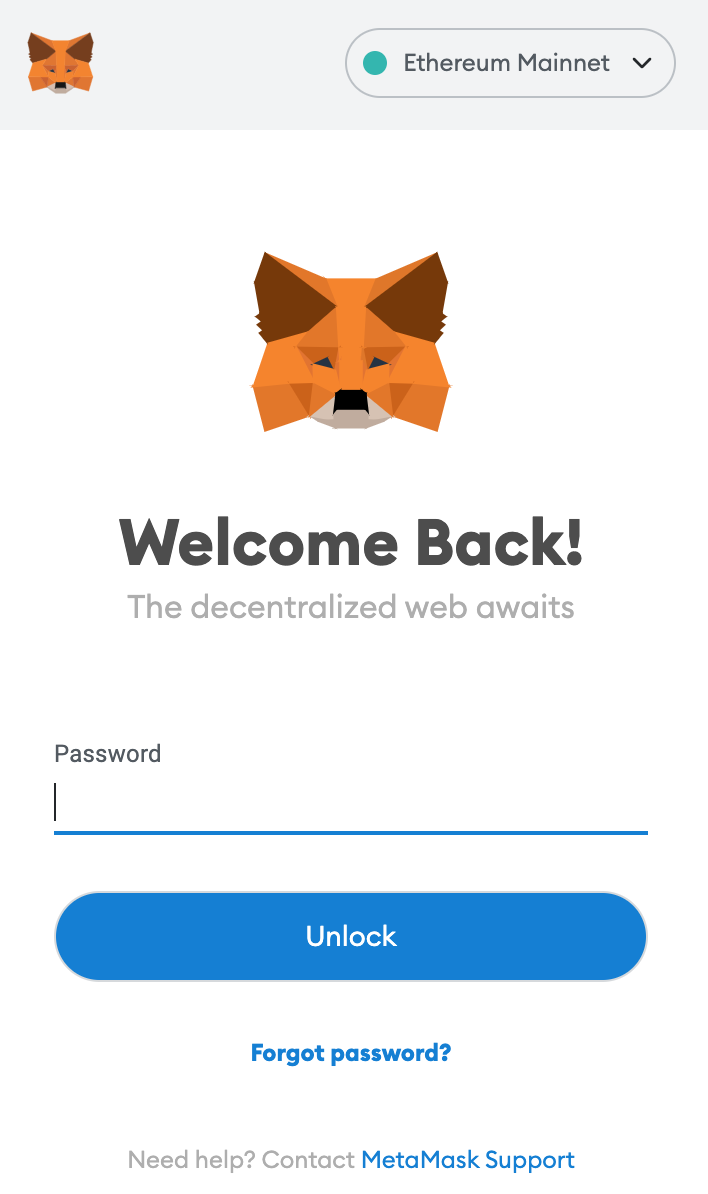 Ethereum Mainnet
Welcome Back!
The decentralized web awaits
Password
Unlock
Forgot password?
Need help? Contact MetaMask Support